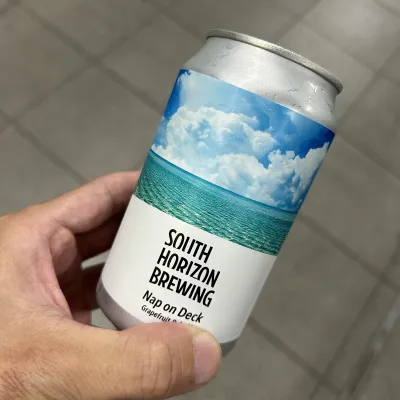 SOUTH
HORIZON
BREWING
Nap on Deck
Grapefruit